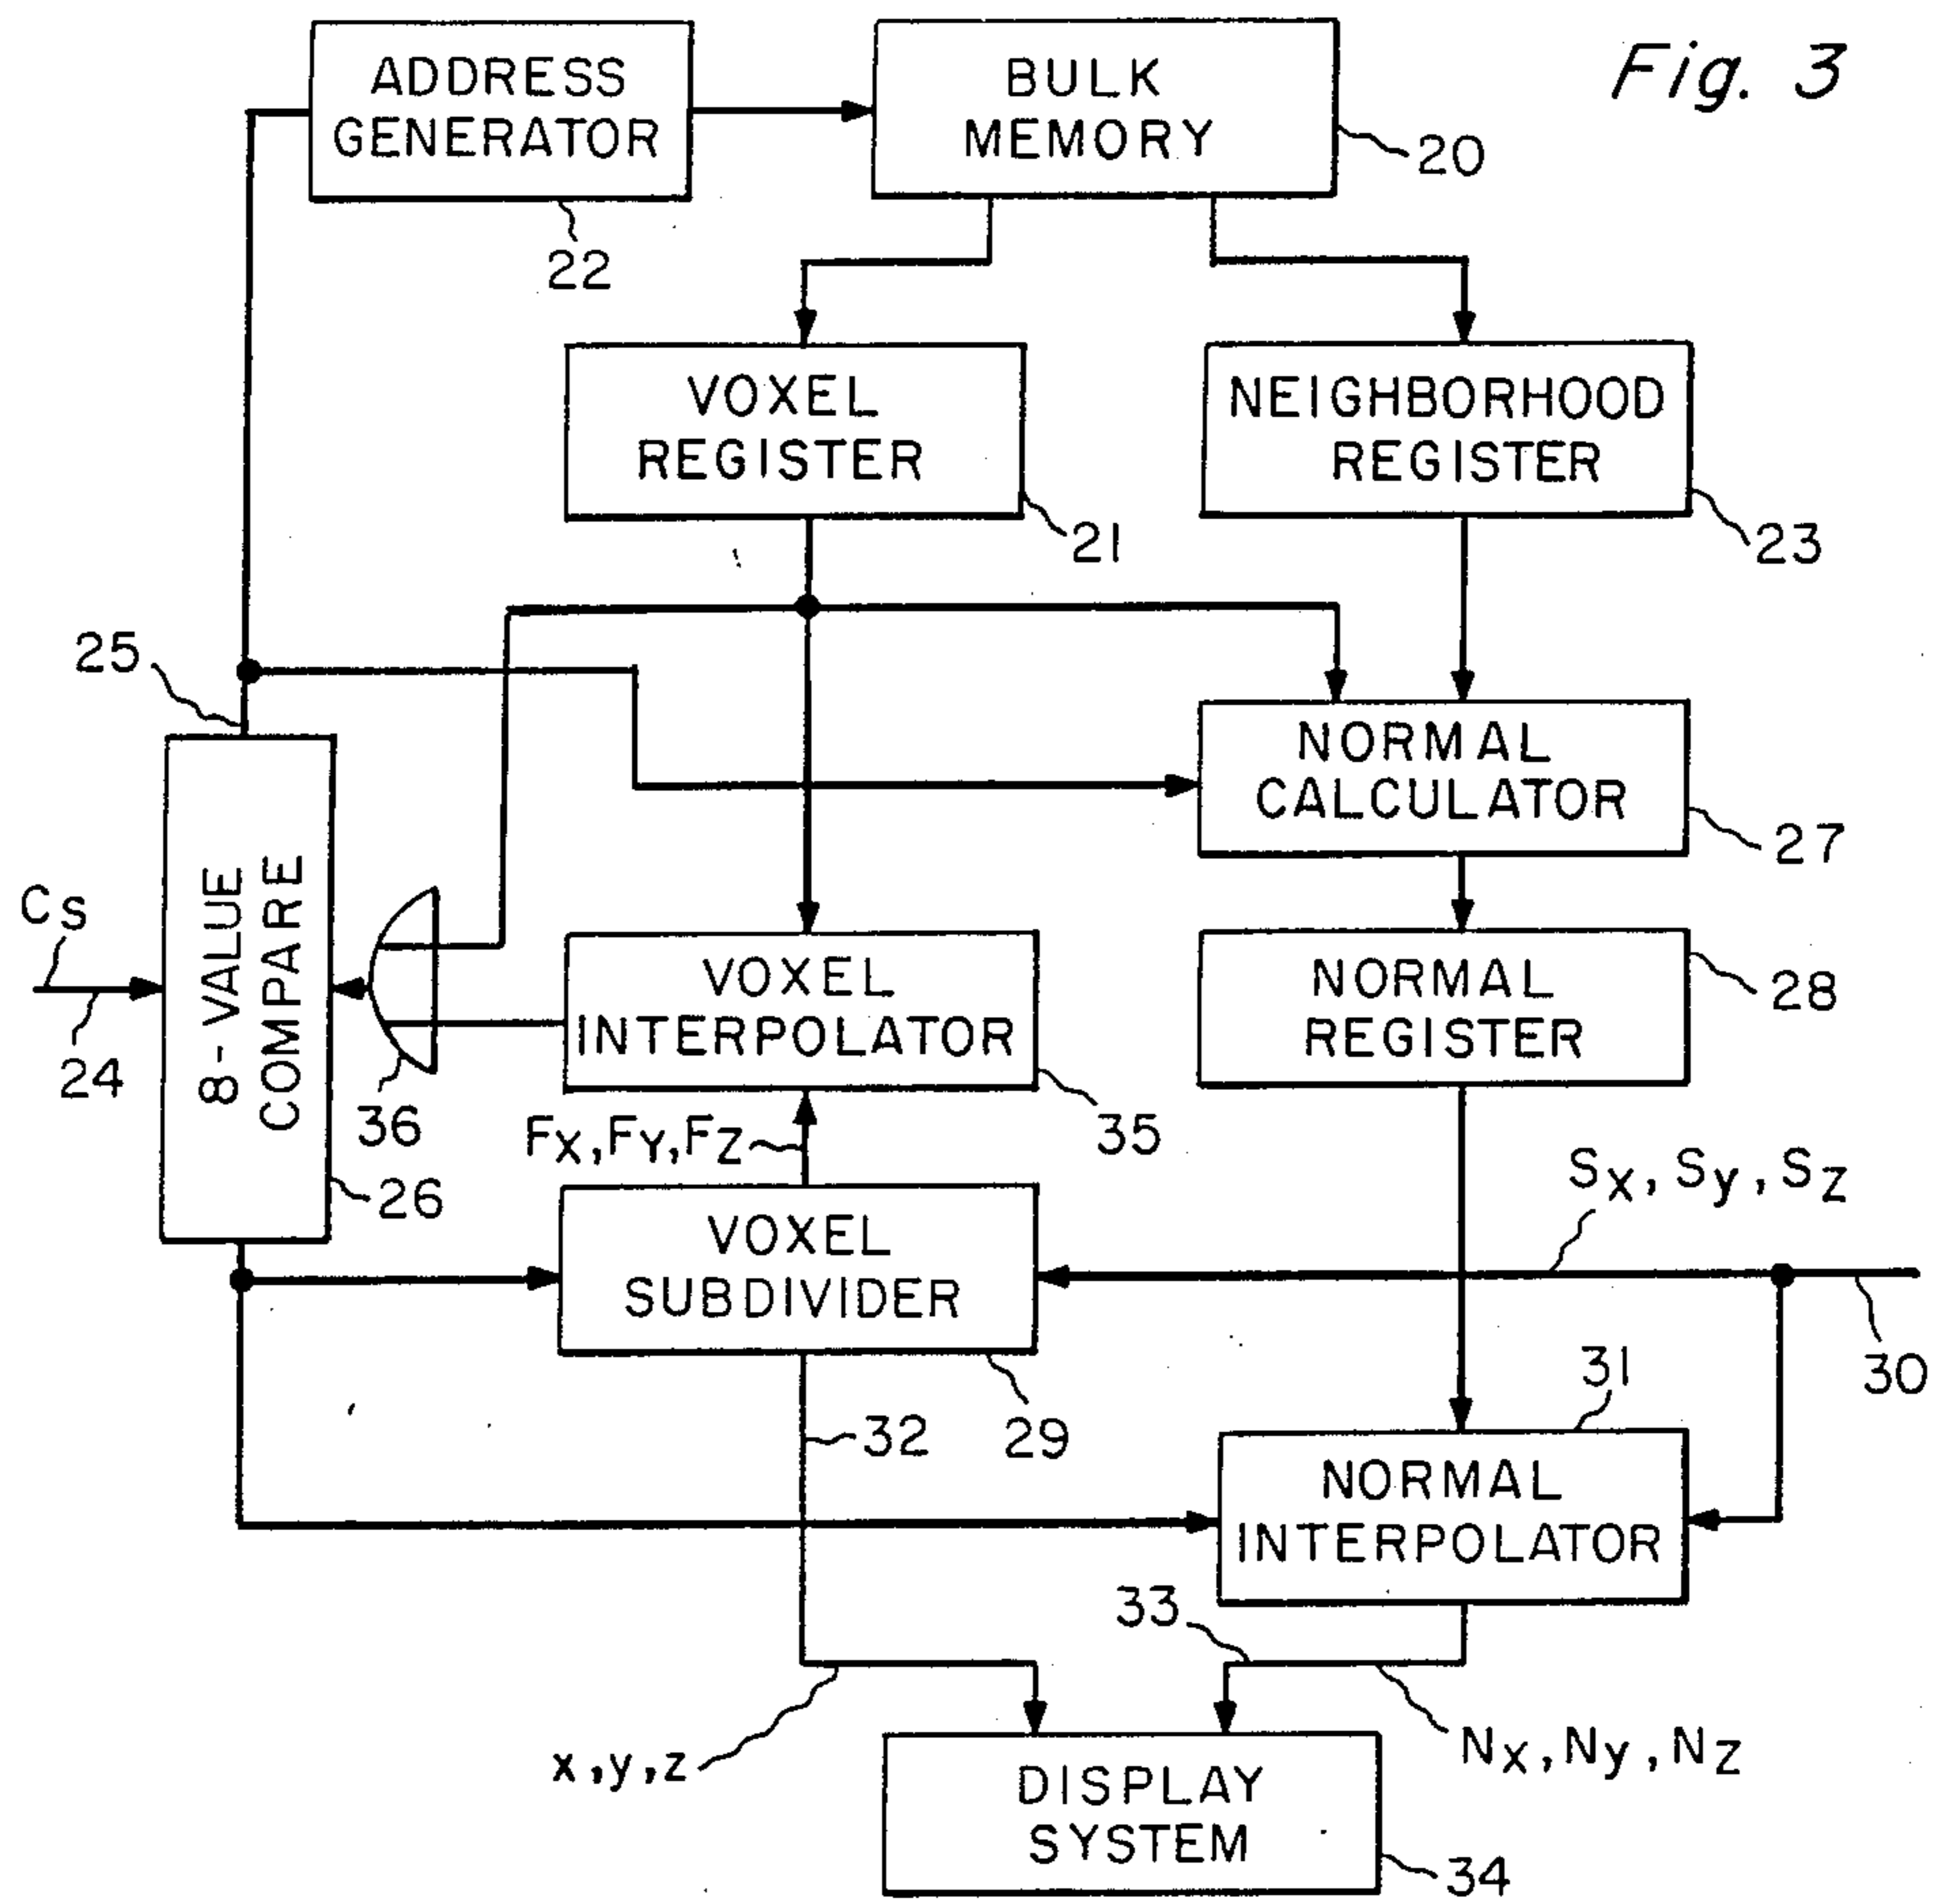 Fig. 3
ADDRESS
GENERATOR
22
BULK
MEMORY
20
VOXEL
REGISTER
21
NEIGHBORHOOD
REGISTER
23
25
NORMAL
CALCULATOR
27
Cs
24
8-VALUE
COMPARE
26
36
VOXEL
INTERPOLATOR
35
NORMAL
REGISTER
28
Fx, Fy, Fz
Sx, Sy, Sz
VOXEL
SUBDIVIDER
29
30
31
32
NORMAL
INTERPOLATOR
33
x, y, z
Nx, Ny, Nz
DISPLAY
SYSTEM
34